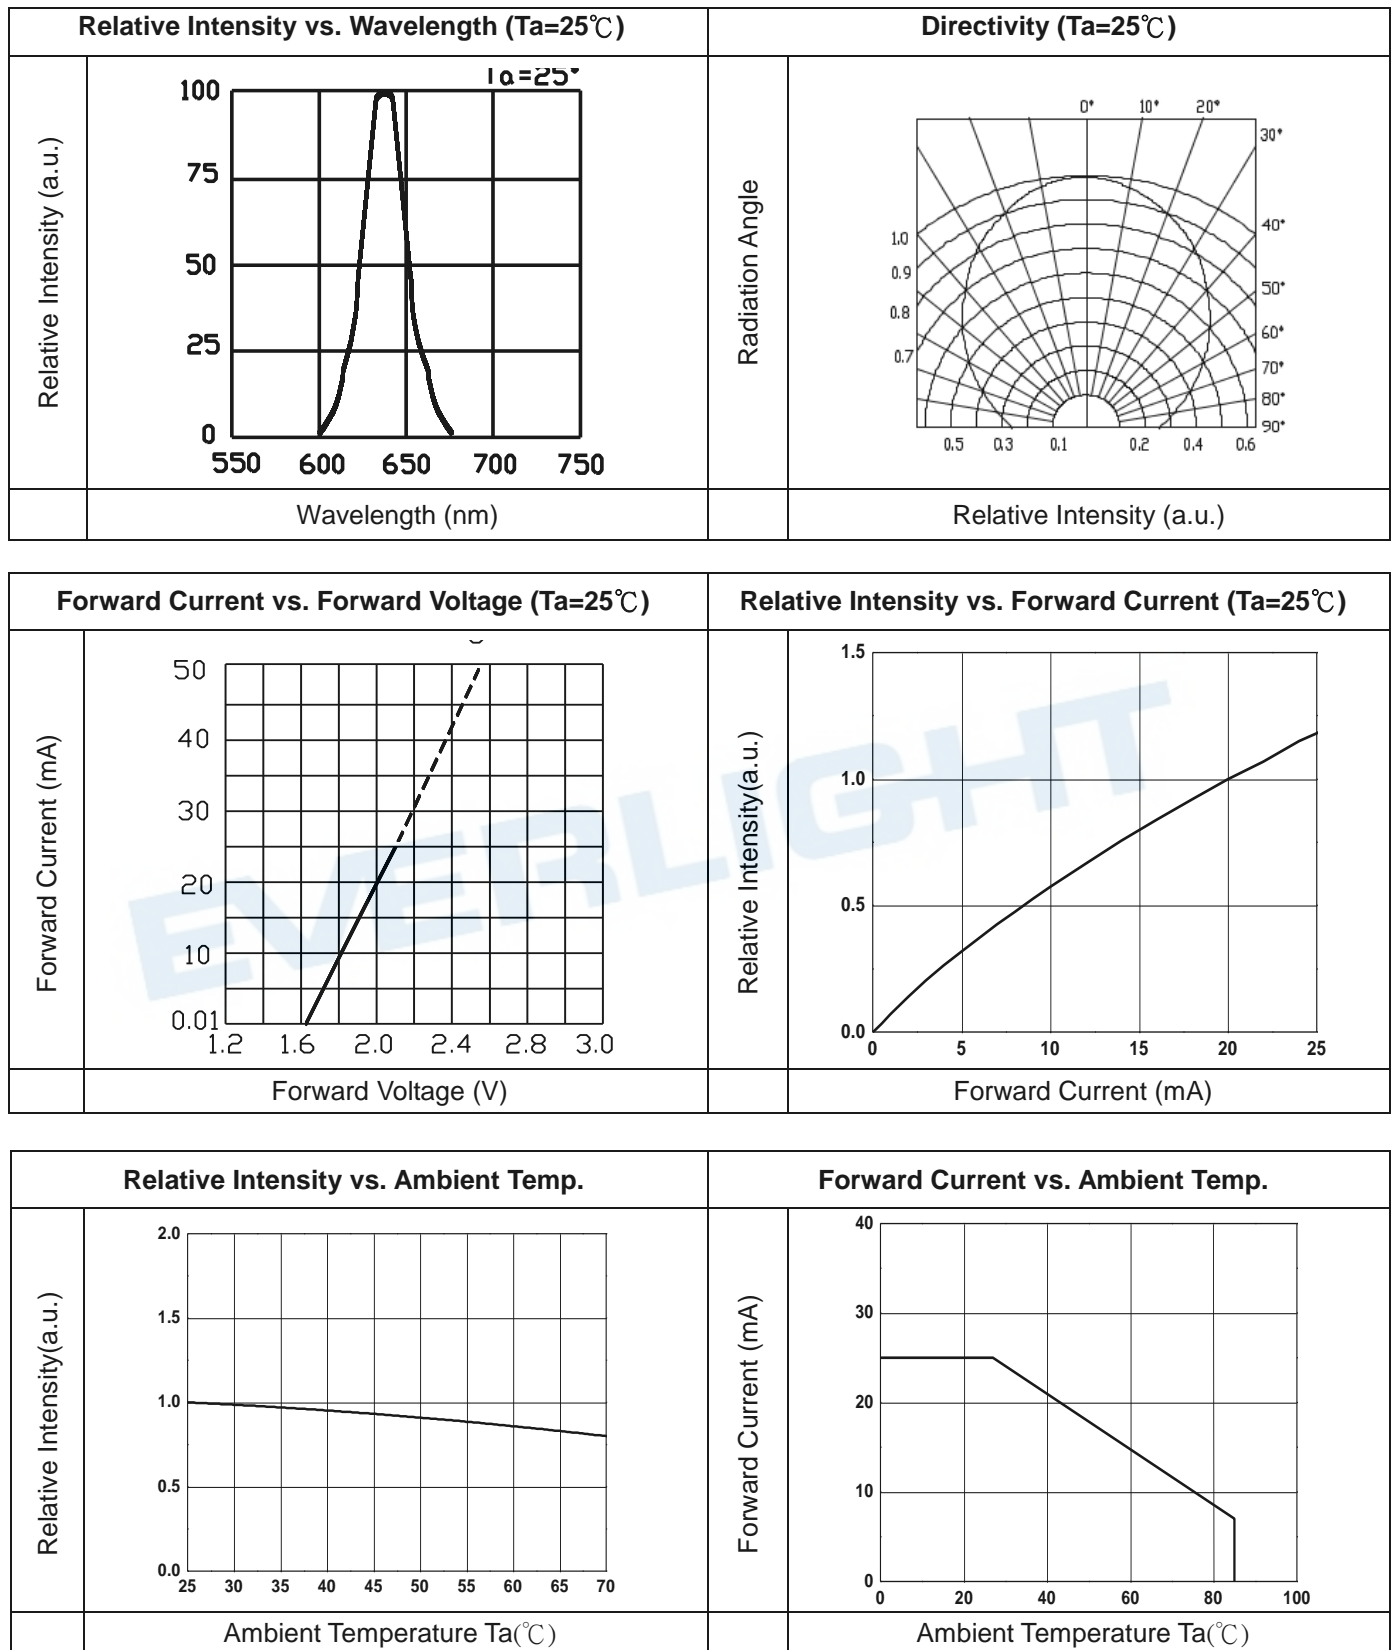 Relative Intensity vs. Wavelength (Ta=25℃)
Directivity (Ta=25℃)
Relative Intensity (a.u.)
Ta=25°
100
75
50
25
0
550 600 650 700 750
Wavelength (nm)
Radiation Angle
0° 10° 20°
30°
40°
50°
60°
70°
80°
90°
1.0
0.9
0.8
0.7
0.5 0.3 0.1 0.2 0.4 0.6
Relative Intensity (a.u.)
Forward Current vs. Forward Voltage (Ta=25℃)
Relative Intensity vs. Forward Current (Ta=25℃)
Forward Current (mA)
50
40
30
20
10
0.01
1.2 1.6 2.0 2.4 2.8 3.0
Forward Voltage (V)
Relative Intensity(a.u.)
1.5
1.0
0.5
0.0
0 5 10 15 20 25
Forward Current (mA)
EVERLIGHT
Relative Intensity vs. Ambient Temp.
Forward Current vs. Ambient Temp.
Relative Intensity(a.u.)
2.0
1.5
1.0
0.5
0.0
25 30 35 40 45 50 55 60 65 70
Ambient Temperature Ta(℃)
Forward Current (mA)
40
30
20
10
0
0 20 40 60 80 100
Ambient Temperature Ta(℃)